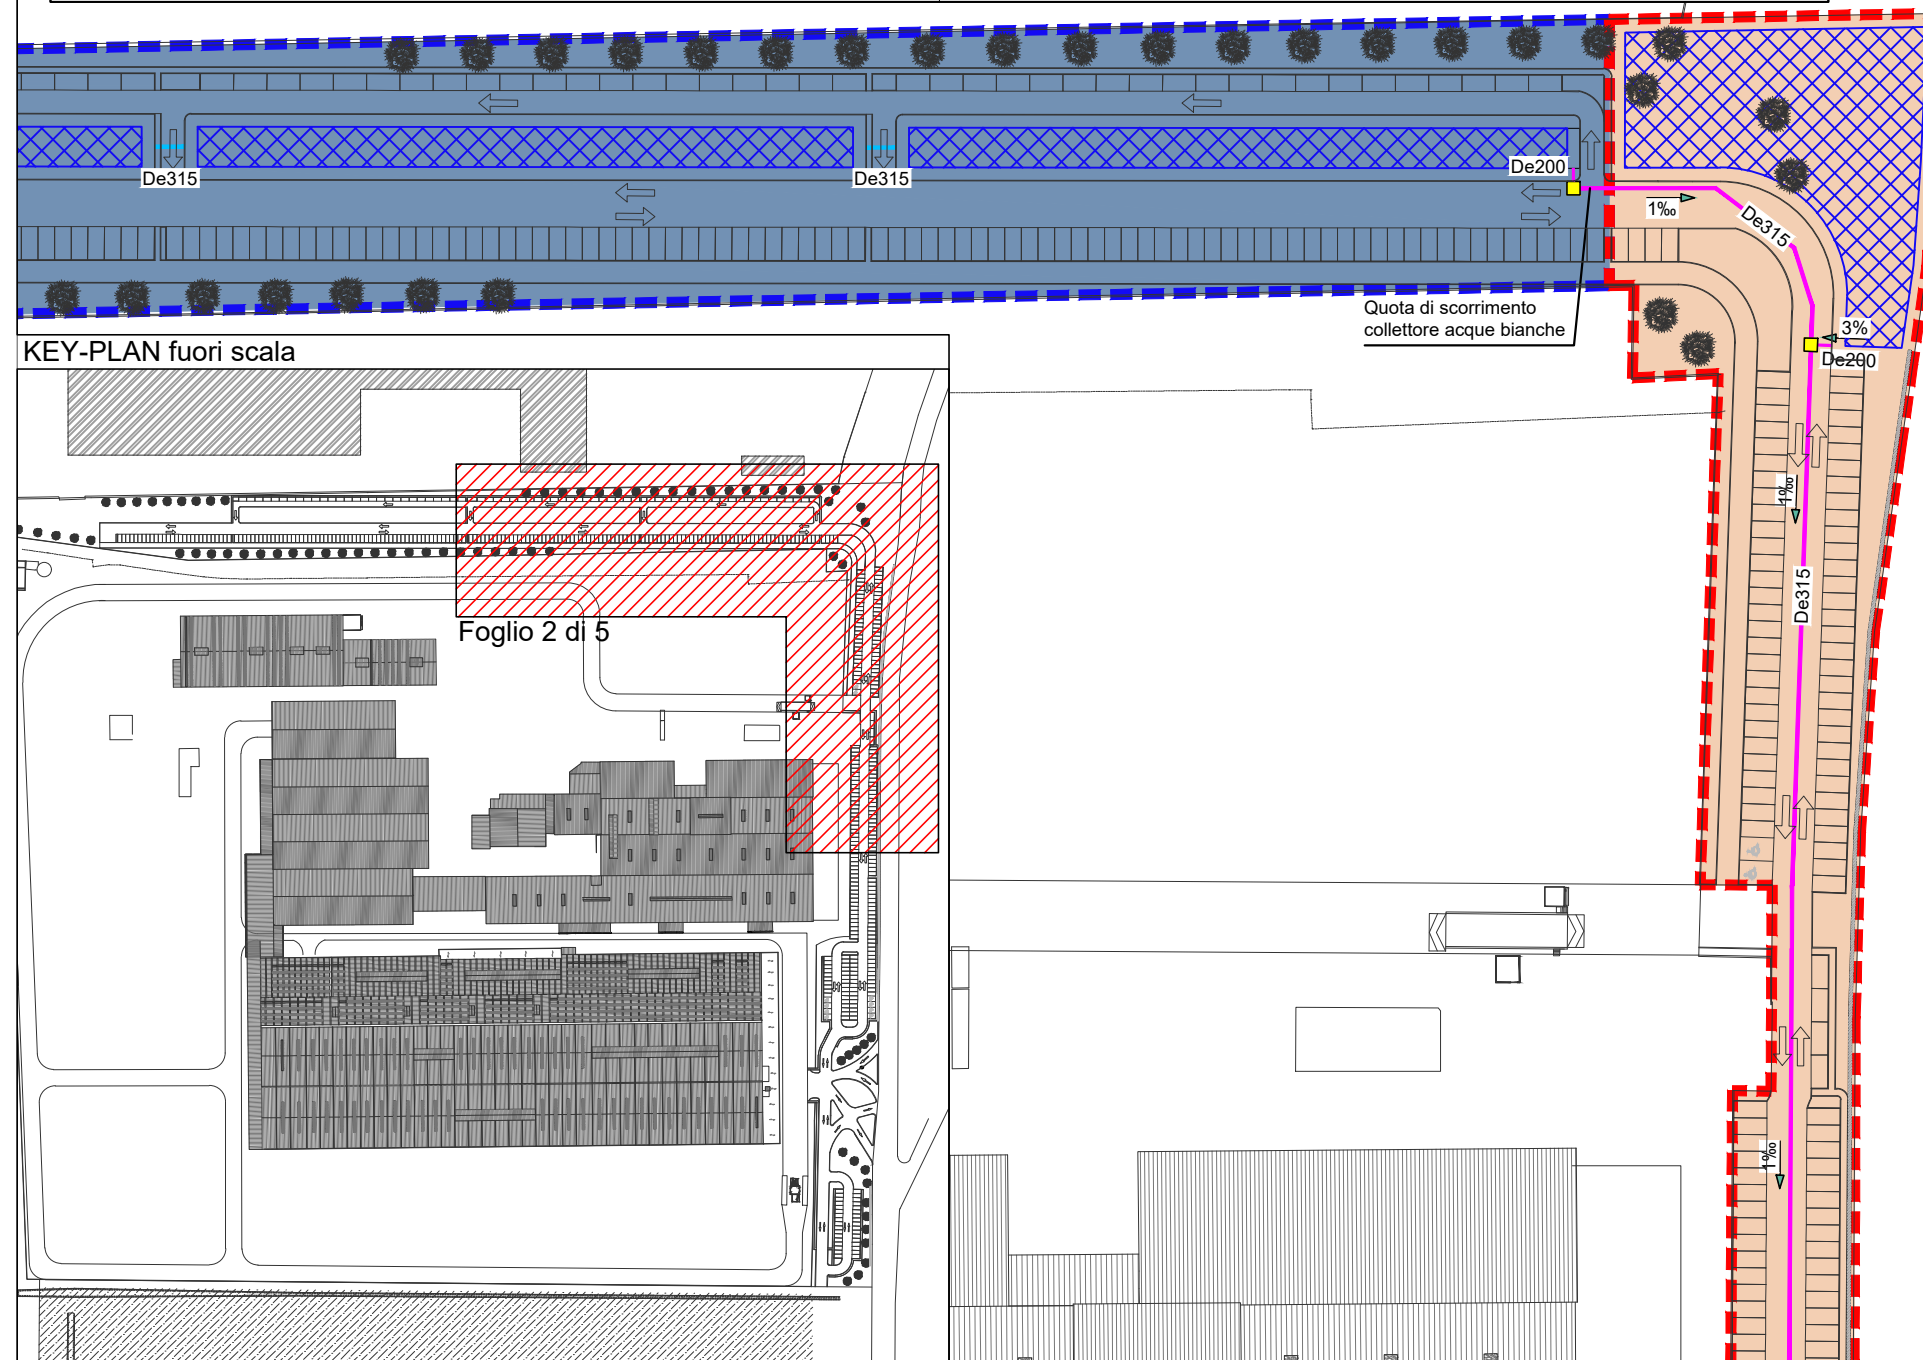 De315
De315
De200
1‰
De315
Quota di scorrimento
collettore acque bianche
3%
De200
KEY-PLAN fuori scala
1‰
De315
Foglio 2 di 5
1‰